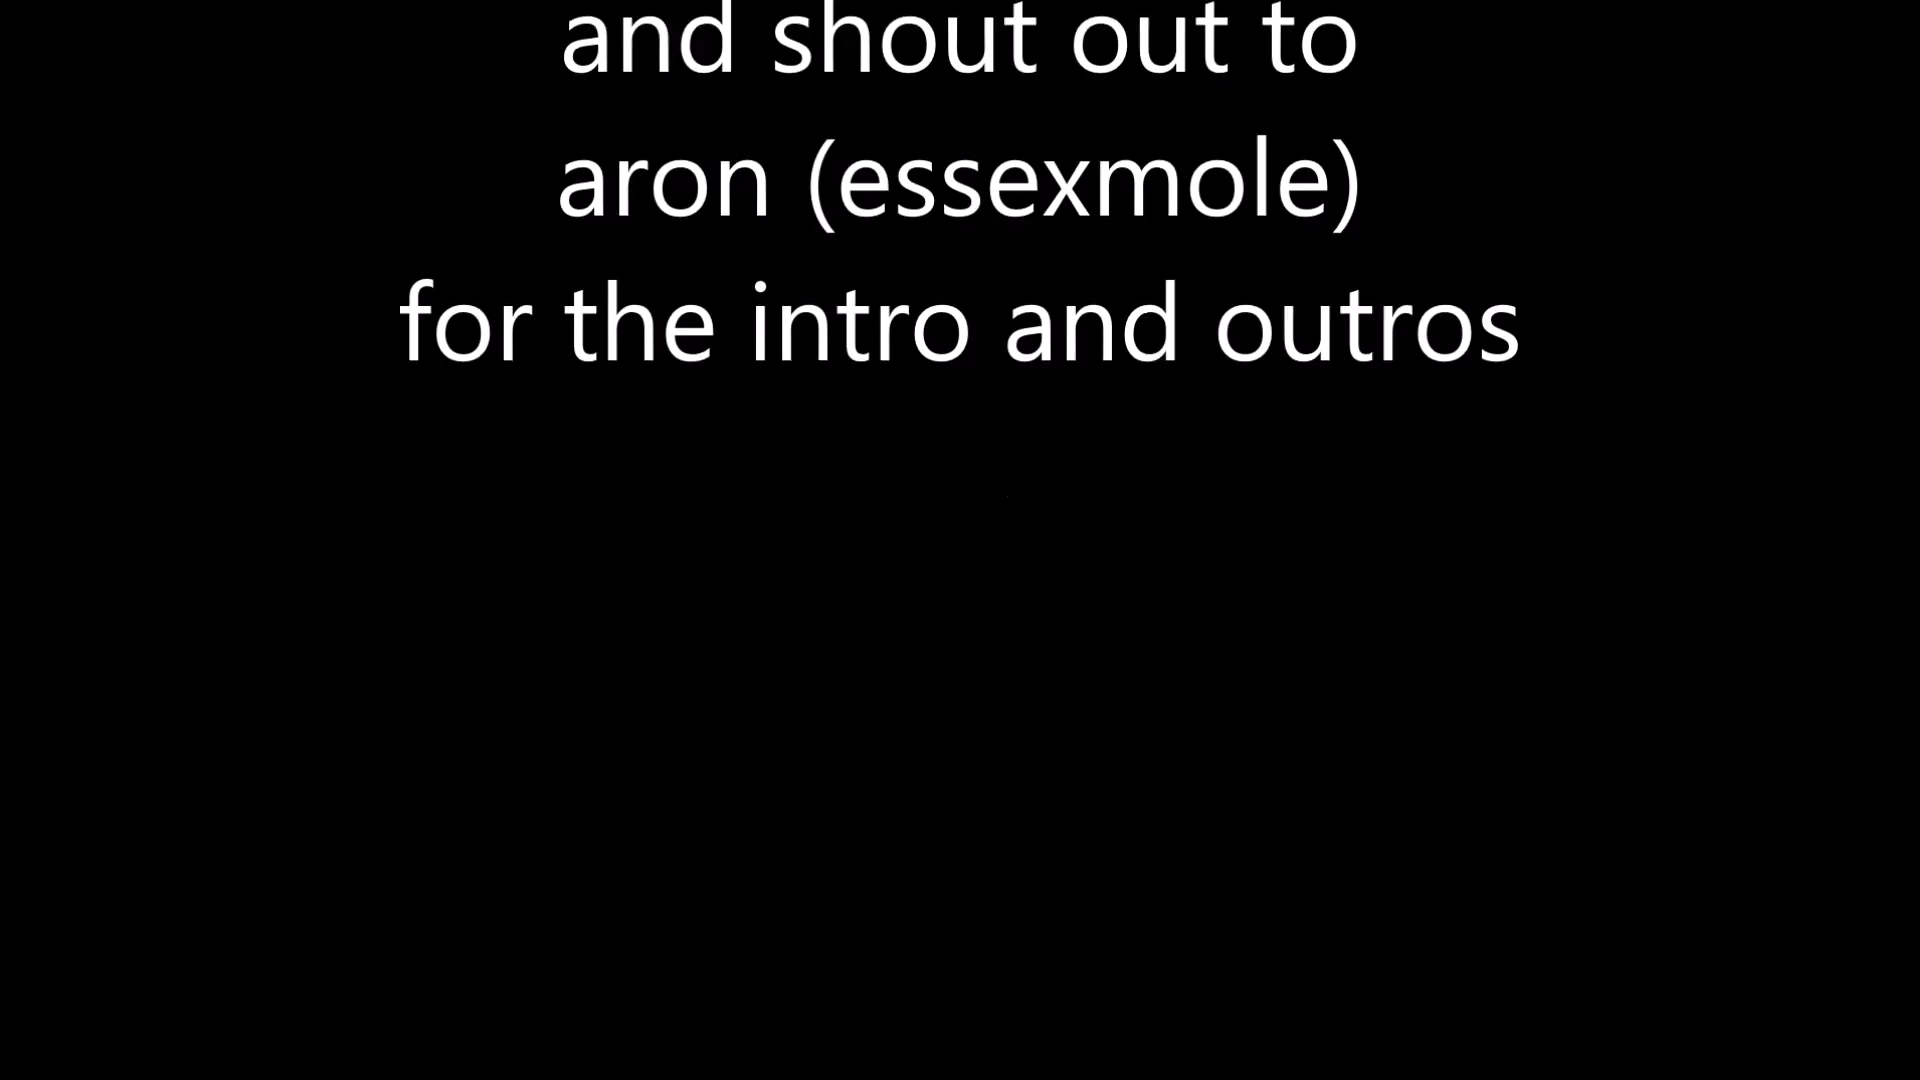 and shout out to
aron (essexmole)
for the intro and outros